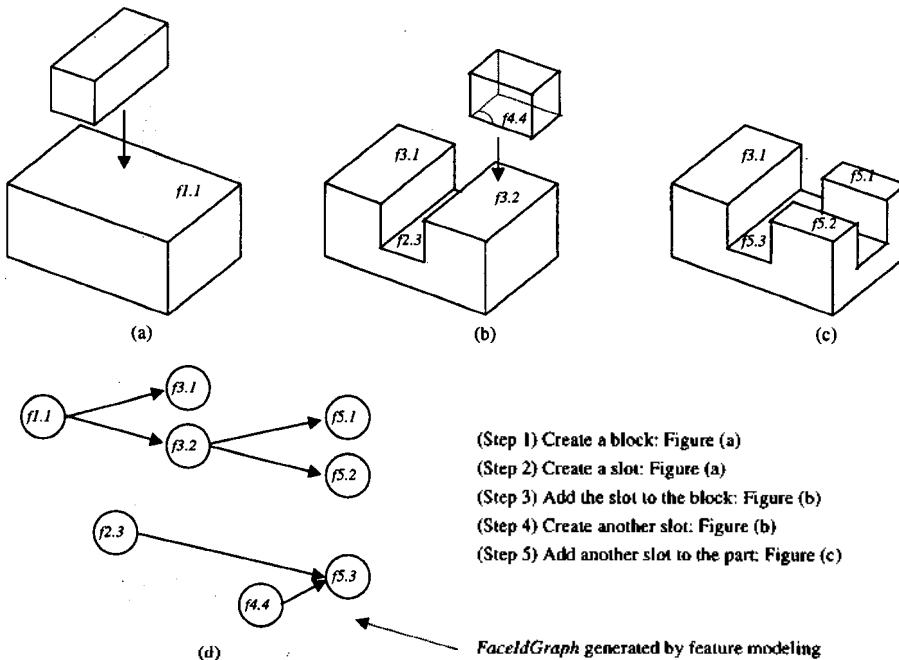 f1.1
(a)
f4.4
f3.1
f3.2
f2.3
(b)
f3.1
f5.1
f5.2
f5.3
(c)
f3.1
f1.1
f5.1
f3.2
f5.2
f2.3
f5.3
f4.4
(d)
(Step 1) Create a block: Figure (a)
(Step 2) Create a slot: Figure (a)
(Step 3) Add the slot to the block: Figure (b)
(Step 4) Create another slot: Figure (b)
(Step 5) Add another slot to the part: Figure (c)
FaceIdGraph generated by feature modeling